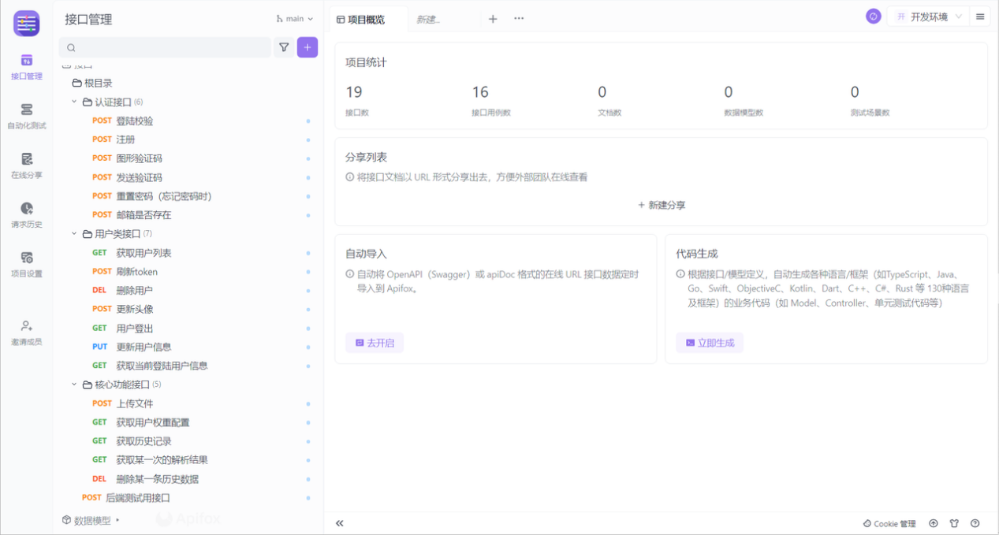 接口管理
main
项目概览
新建..
开 开发环境
接口管理
自动化测试
在线分享
请求历史
项目设置
邀请成员
接口
根目录
认证接口 (6)
POST 登陆校验
POST 注册
POST 图形验证码
POST 发送验证码
POST 重置密码（忘记密码时）
POST 邮箱是否存在
用户类接口 (7)
GET 获取用户列表
POST 刷新token
DEL 删除用户
POST 更新头像
GET 用户登出
PUT 更新用户信息
GET 获取当前登陆用户信息
核心功能接口 (5)
POST 上传文件
GET 获取用户权重配置
GET 获取历史记录
GET 获取某一次的解析结果
DEL 删除某一条历史数据
POST 后端测试用接口
数据模型
Apifox
项目统计
19 16 0 0 0
接口数 接口用例数 文档数 数据模型数 测试场景数
分享列表
将接口文档以 URL 形式分享出去，方便外部团队在线查看
+ 新建分享
自动导入
自动将 OpenAPI（Swagger）或 apiDoc 格式的在线 URL 接口数据定时
导入到 Apifox。
去开启
代码生成
根据接口/模型定义，自动生成各种语言/框架（如TypeScript、Java、
Go、Swift、ObjectiveC、Kotlin、Dart、C++、C#、Rust 等 130种语言
及框架）的业务代码（如 Model、Controller、单元测试代码等）
立即生成
Cookie 管理